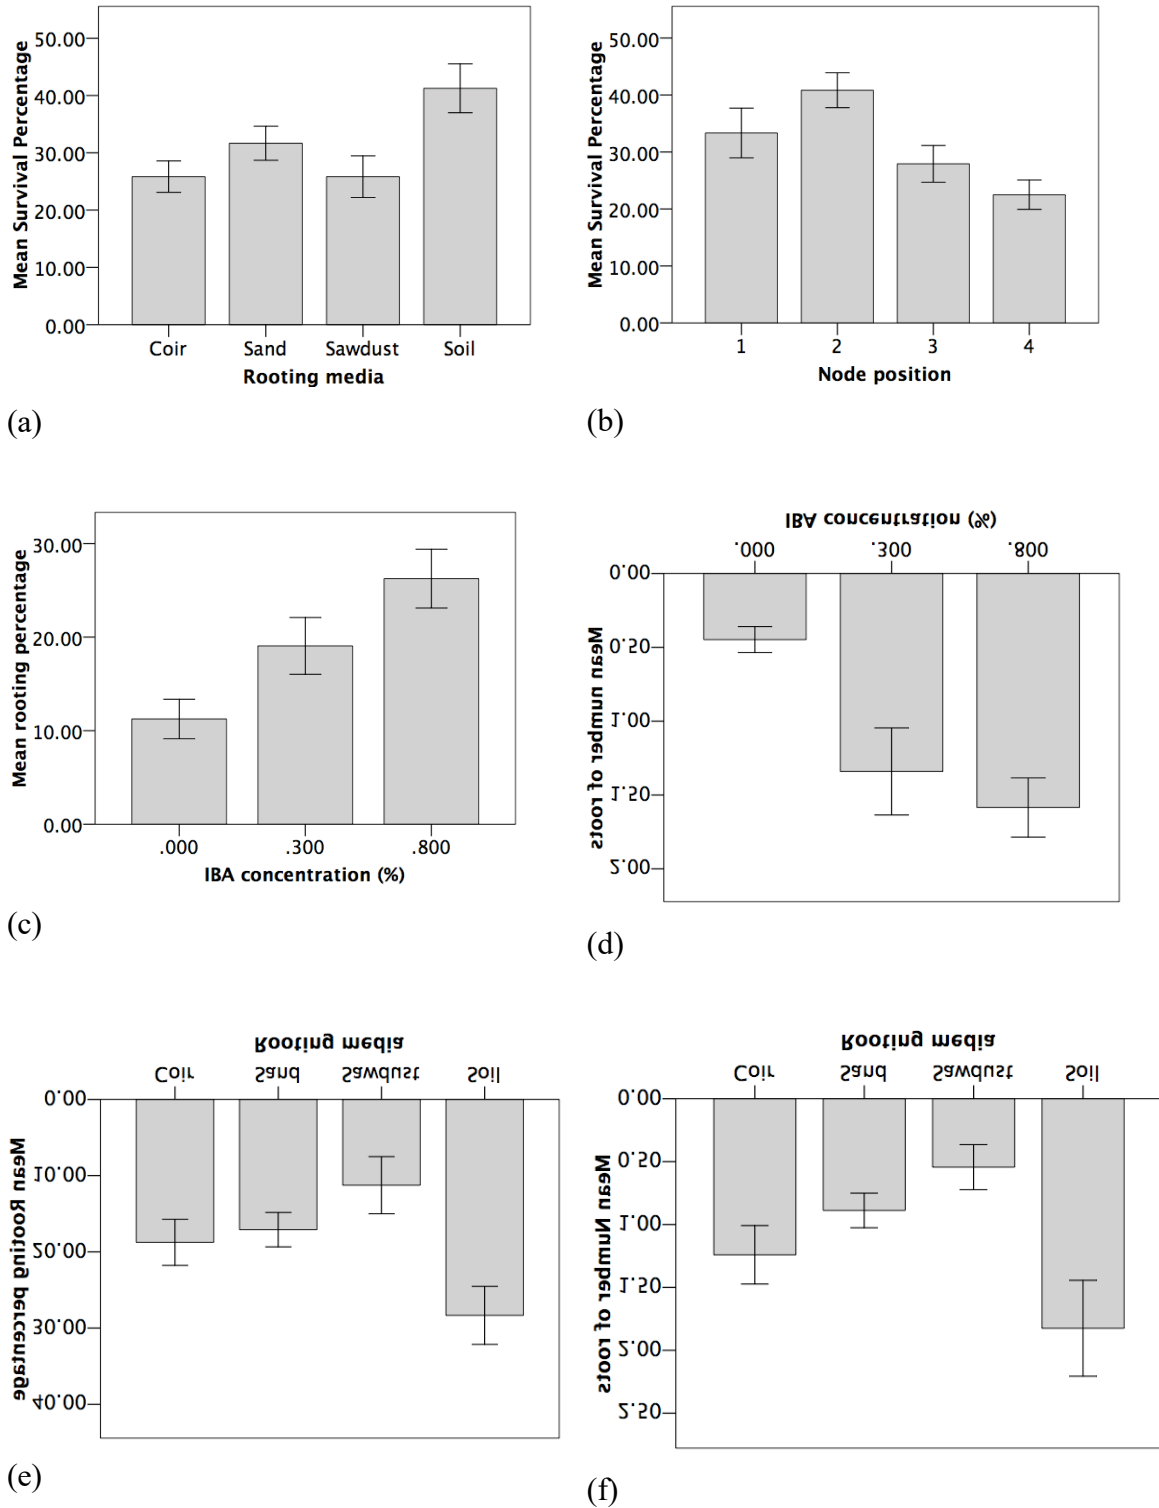 Mean Survival Percentage
50.00
40.00
30.00
20.00
10.00
0.00
Coir Sand Sawdust Soil
Rooting media
(a)
Mean Survival Percentage
50.00
40.00
30.00
20.00
10.00
0.00
1 2 3 4
Node position
(b)
Mean rooting percentage
30.00
20.00
10.00
0.00
.000 .300 .800
IBA concentration (%)
(c)
IBA concentration (%)
.000 .300 .800
Mean number of roots
0.00
0.50
1.00
1.50
2.00
(d)
Rooting media
Coir Sand Sawdust Soil
Mean Rooting percentage
0.00
10.00
20.00
30.00
40.00
(e)
Rooting media
Coir Sand Sawdust Soil
Mean Number of roots
0.00
0.50
1.00
1.50
2.00
2.50
(f)